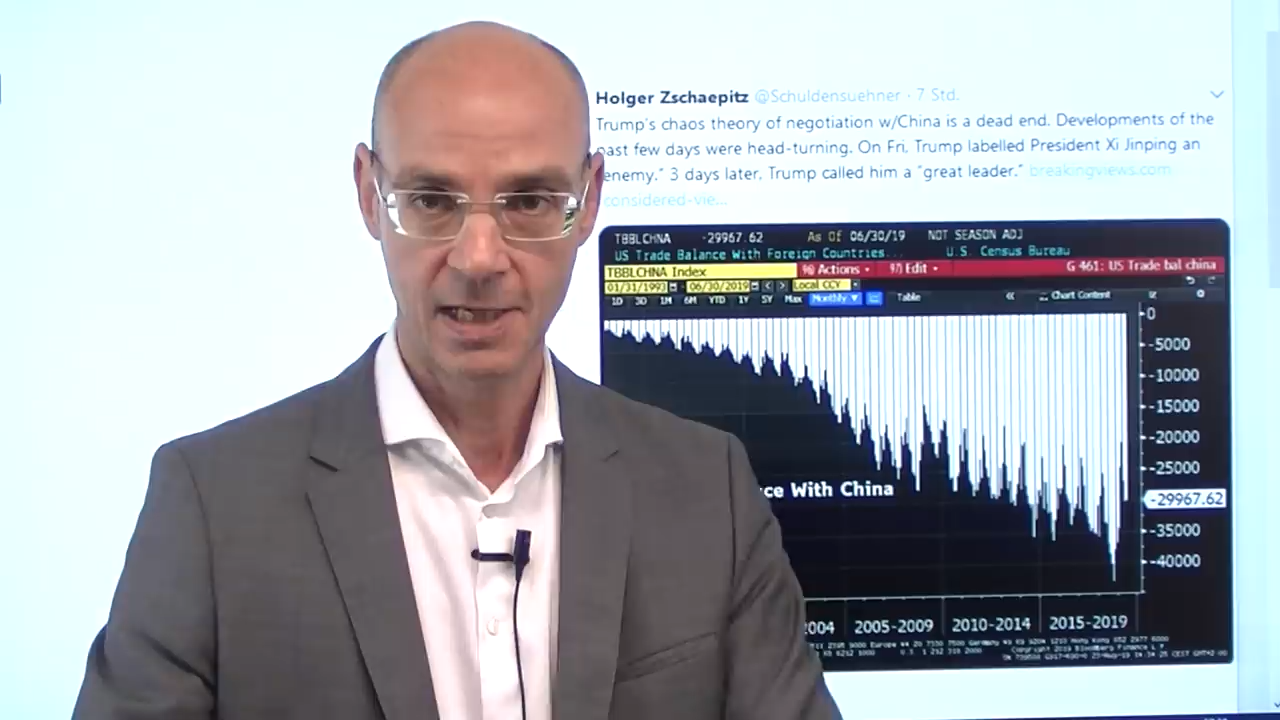 Holger Zschaepitz @Schuldensuehner · 7 Std.
Trump's chaos theory of negotiation w/China is a dead end. Developments of the
past few days were head-turning. On Fri, Trump labelled President Xi Jinping an
enemy." 3 days later, Trump called him a "great leader." breakingviews.com
considered-vie...
TBBLCHNA -29967.62 As Of 06/30/19 NOT SEASON ADJ
US Trade Balance With Foreign Countries... U.S. Census Bureau
TBBLCHNA Index 96) Actions 97) Edit G 461: US Trade bal china
01/31/1993 - 06/30/2019 Local CCY
1D 3D 1M 6M YTD 1Y 5Y Max Monthly ▼ Table « Chart Content
0
-5000
-10000
-15000
-20000
-25000
ce With China
-29967.62
-35000
-40000
2004 2005-2009 2010-2014 2015-2019